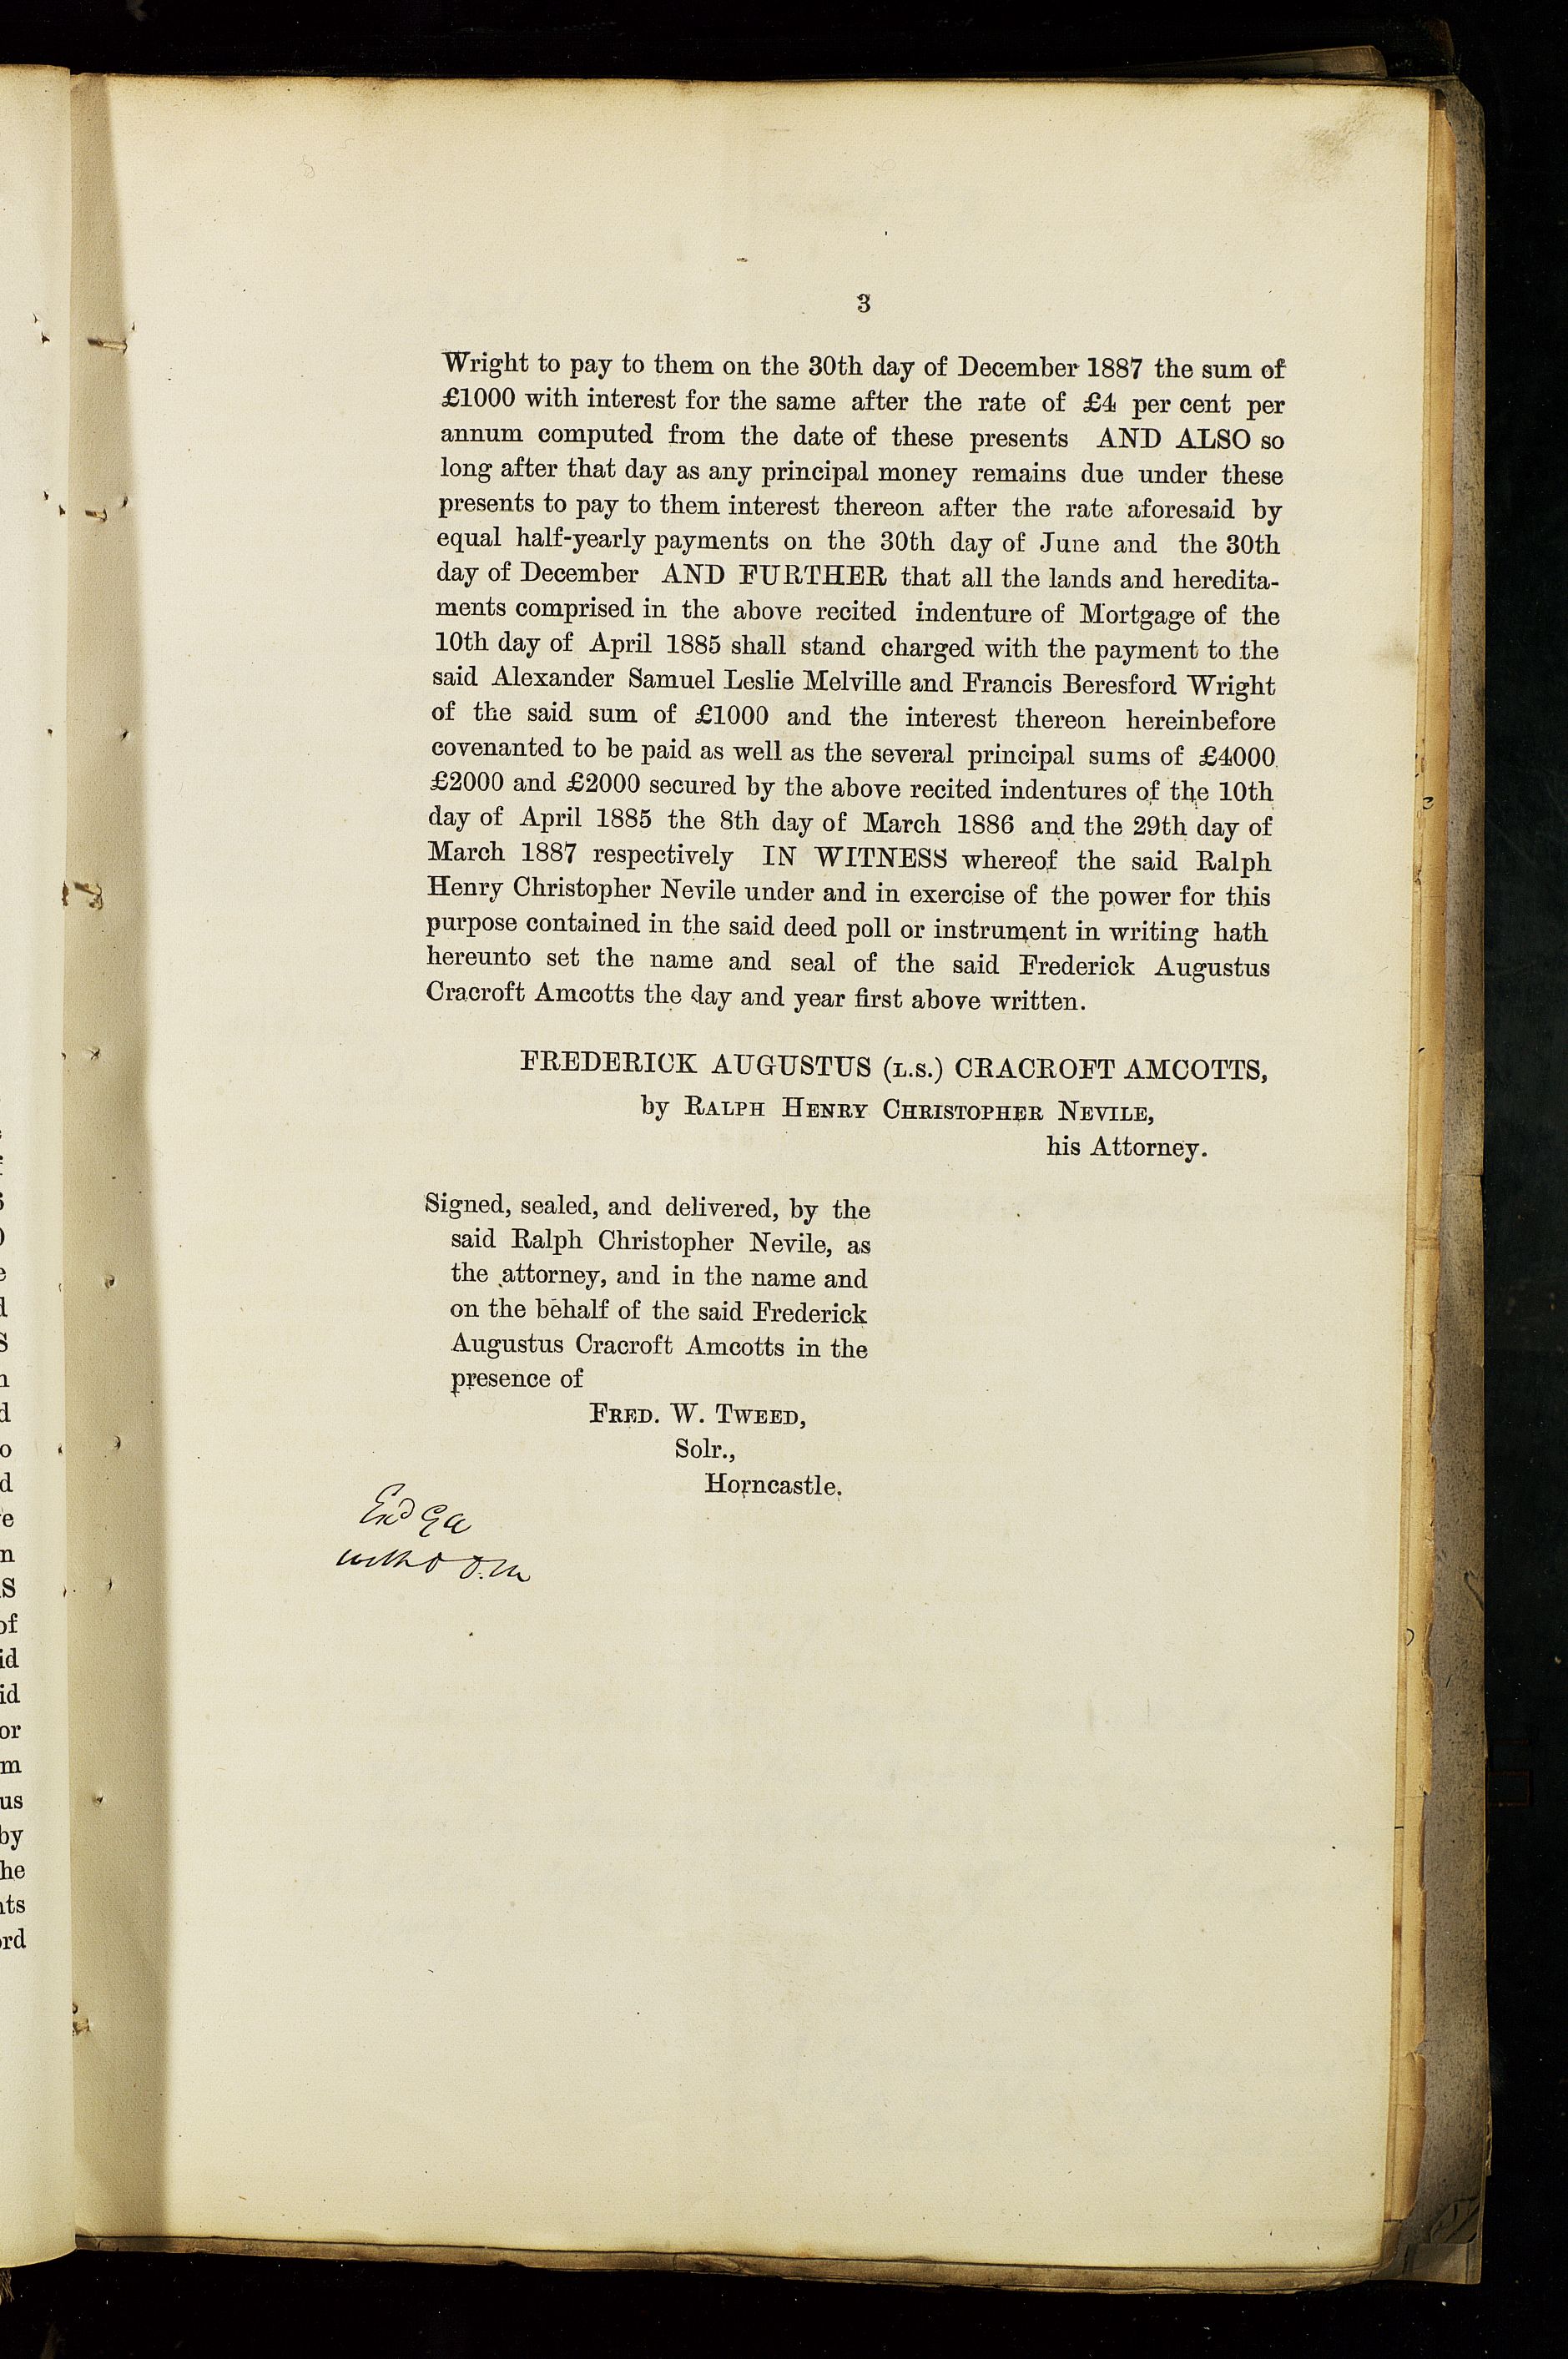 3
Wright to pay to them on the 30th day of December 1887 the sum of
£1000 with interest for the same after the rate of £4 per cent per
annum computed from the date of these presents AND ALSO so
long after that day as any principal money remains due under these
presents to pay to them interest thereon after the rate aforesaid by
equal half-yearly payments on the 30th day of June and the 30th
day of December AND FURTHER that all the lands and heredita-
ments comprised in the above recited indenture of Mortgage of the
10th day of April 1885 shall stand charged with the payment to the
said Alexander Samuel Leslie Melville and Francis Beresford Wright
of the said sum of £1000 and the interest thereon hereinbefore
covenanted to be paid as well as the several principal sums of £4000
£2000 and £2000 secured by the above recited indentures of the 10th
day of April 1885 the 8th day of March 1886 and the 29th day of
March 1887 respectively IN WITNESS whereof the said Ralph
Henry Christopher Nevile under and in exercise of the power for this
purpose contained in the said deed poll or instrument in writing hath
hereunto set the name and seal of the said Frederick Augustus
Cracroft Amcotts the day and year first above written.
FREDERICK AUGUSTUS (L.S.) CRACROFT AMCOTTS,
by RALPH HENRY CHRISTOPHER NEVILE,
his Attorney.
Signed, sealed, and delivered, by the
said Ralph Christopher Nevile, as
the attorney, and in the name and
on the behalf of the said Frederick
Augustus Cracroft Amcotts in the
presence of
FRED. W. TWEED,
Solr.,
Horncastle.